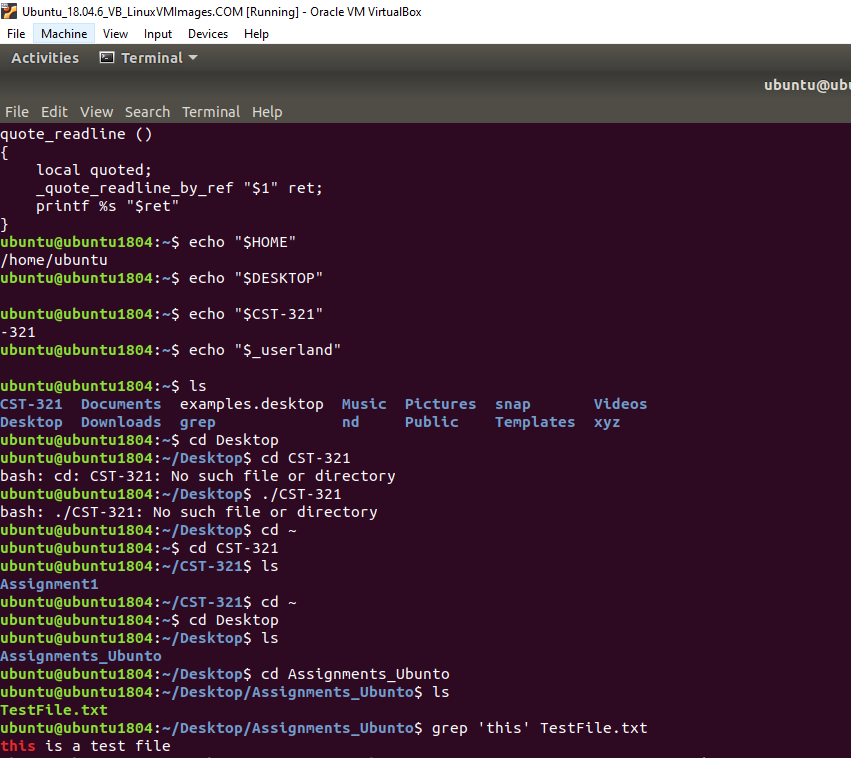 Ubuntu_18.04.6_VB_LinuxVMImages.COM [Running] - Oracle VM VirtualBox
File Machine View Input Devices Help
Activities Terminal
ubuntu@ubu
File Edit View Search Terminal Help
quote_readline ()
{
    local quoted;
    _quote_readline_by_ref "$1" ret;
    printf %s "$ret"
}
ubuntu@ubuntu1804:~$ echo "$HOME"
/home/ubuntu
ubuntu@ubuntu1804:~$ echo "$DESKTOP"

ubuntu@ubuntu1804:~$ echo "$CST-321"
-321
ubuntu@ubuntu1804:~$ echo "$_userland"

ubuntu@ubuntu1804:~$ ls
CST-321  Documents  examples.desktop  Music  Pictures  snap       Videos
Desktop  Downloads  grep              nd     Public    Templates  xyz
ubuntu@ubuntu1804:~$ cd Desktop
ubuntu@ubuntu1804:~/Desktop$ cd CST-321
bash: cd: CST-321: No such file or directory
ubuntu@ubuntu1804:~/Desktop$ ./CST-321
bash: ./CST-321: No such file or directory
ubuntu@ubuntu1804:~/Desktop$ cd ~
ubuntu@ubuntu1804:~$ cd CST-321
ubuntu@ubuntu1804:~/CST-321$ ls
Assignment1
ubuntu@ubuntu1804:~/CST-321$ cd ~
ubuntu@ubuntu1804:~$ cd Desktop
ubuntu@ubuntu1804:~/Desktop$ ls
Assignments_Ubunto
ubuntu@ubuntu1804:~/Desktop$ cd Assignments_Ubunto
ubuntu@ubuntu1804:~/Desktop/Assignments_Ubunto$ ls
TestFile.txt
ubuntu@ubuntu1804:~/Desktop/Assignments_Ubunto$ grep 'this' TestFile.txt
this is a test file